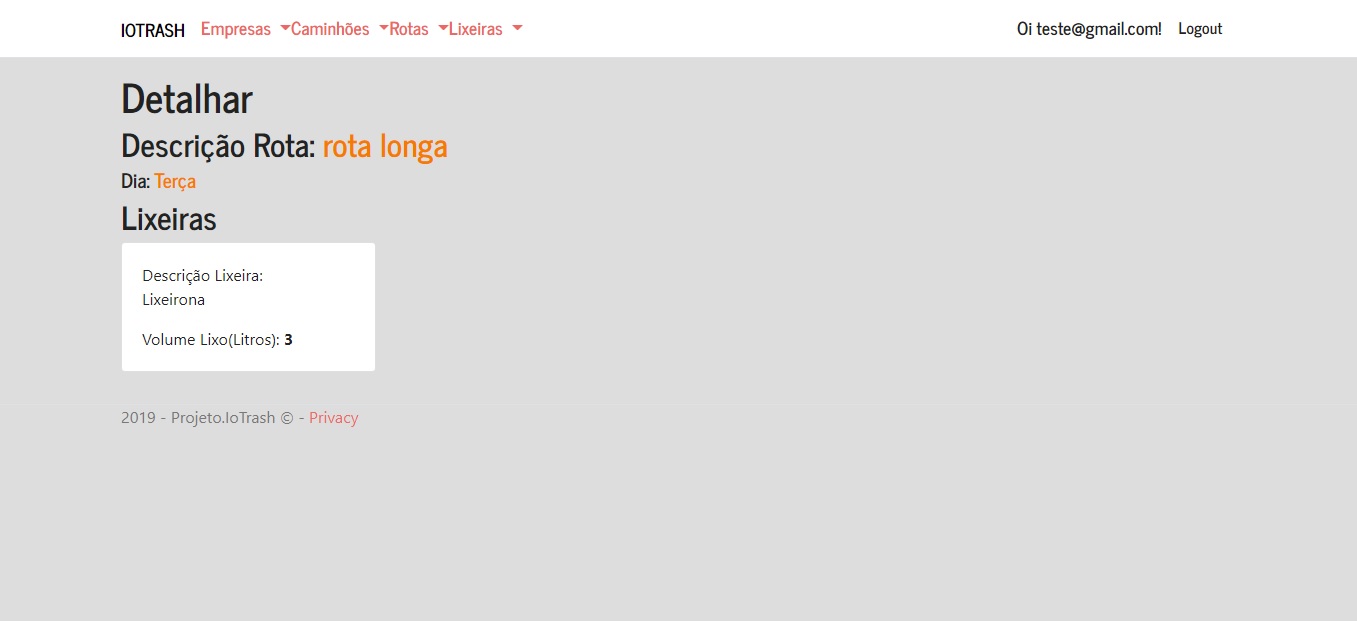 IOTRASH Empresas Caminhões Rotas Lixeiras Oi teste@gmail.com! Logout
Detalhar
Descrição Rota: rota longa
Dia: Terça
Lixeiras
Descrição Lixeira:
Lixeirona
Volume Lixo(Litros): 3
2019 - Projeto.IoTrash © - Privacy